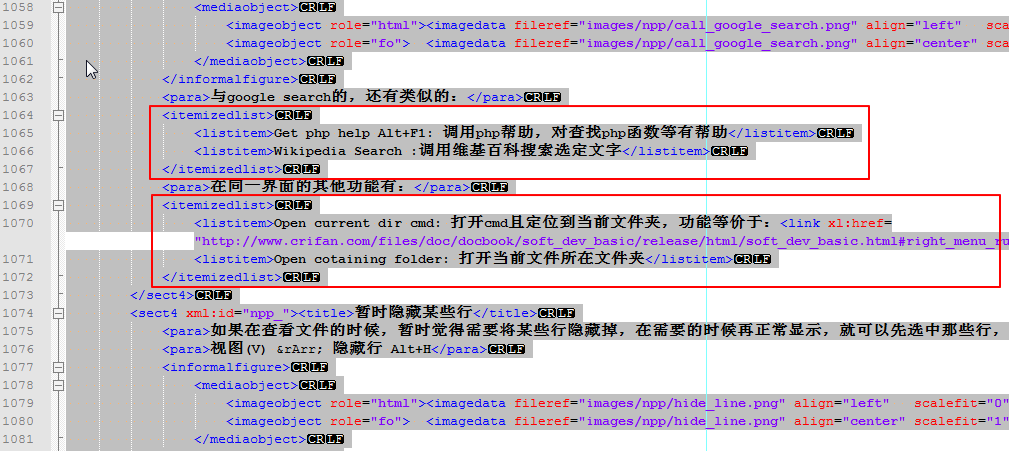 1058 <mediaobject>CRLF
1059 <imageobject role="html"><imagedata fileref="images/npp/call_google_search.png" align="left" sca
1060 <imageobject role="fo"> <imagedata fileref="images/npp/call_google_search.png" align="center" sca
1061 </mediaobject>CRLF
1062 </informalfigure>CRLF
1063 <para>与google search的，还有类似的：</para>CRLF
1064 <itemizedlist>CRLF
1065 <listitem>Get php help Alt+F1: 调用php帮助，对查找php函数等有帮助</listitem>CRLF
1066 <listitem>Wikipedia Search :调用维基百科搜索选定文字</listitem>CRLF
1067 </itemizedlist>CRLF
1068 <para>在同一界面的其他功能有：</para>CRLF
1069 <itemizedlist>CRLF
1070 <listitem>Open current dir cmd: 打开cmd且定位到当前文件夹，功能等价于：<link xl:href=
"http://www.crifan.com/files/doc/docbook/soft_dev_basic/release/html/soft_dev_basic.html#right_menu_ru
1071 <listitem>Open cotaining folder: 打开当前文件所在文件夹</listitem>CRLF
1072 </itemizedlist>CRLF
1073 </sect4>CRLF
1074 <sect4 xml:id="npp_"><title>暂时隐藏某些行</title>CRLF
1075 <para>如果在查看文件的时候，暂时觉得需要将某些行隐藏掉，在需要的时候再正常显示，就可以先选中那些行，
1076 <para>视图(V) &rArr; 隐藏行 Alt+H</para>CRLF
1077 <informalfigure>CRLF
1078 <mediaobject>CRLF
1079 <imageobject role="html"><imagedata fileref="images/npp/hide_line.png" align="left" scalefit="0"
1080 <imageobject role="fo"> <imagedata fileref="images/npp/hide_line.png" align="center" scalefit="1"
1081 </mediaobject>CRLF